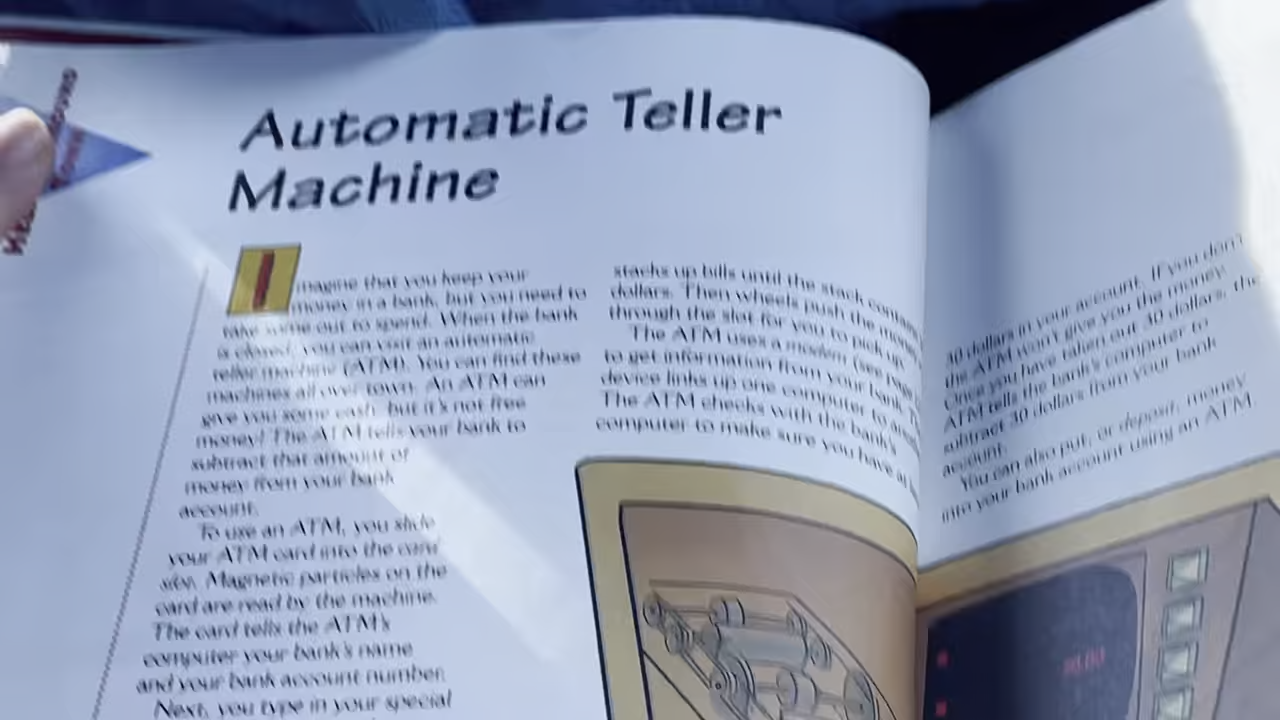 Automatic Teller
Machine
Imagine that you keep your
money in a bank, but you need to
take some out to spend. When the bank
is closed, you can visit an automatic
teller machine (ATM). You can find these
machines all over town. An ATM can
give you some cash, but it's not free
money! The ATM tells your bank to
subtract that amount of
money from your bank
account.
To use an ATM, you slide
your ATM card into the card
slot. Magnetic particles on the
card are read by the machine.
The card tells the ATM's
computer your bank's name
and your bank account number.
Next, you type in your special
stacks up bills until the stack
dollars. Then wheels push the
through the slot for you to pick up.
The ATM uses a modem (see
to get information from your bank.
device links up one computer to
The ATM checks with the bank's
computer to make sure you have at
30 dollars in your account. If you don't
the ATM won't give you the money.
Once you have taken out 30 dollars, the
ATM tells the bank's computer to
subtract 30 dollars from your bank
account.
You can also put, or deposit, money
into your bank account using an ATM.
30.00